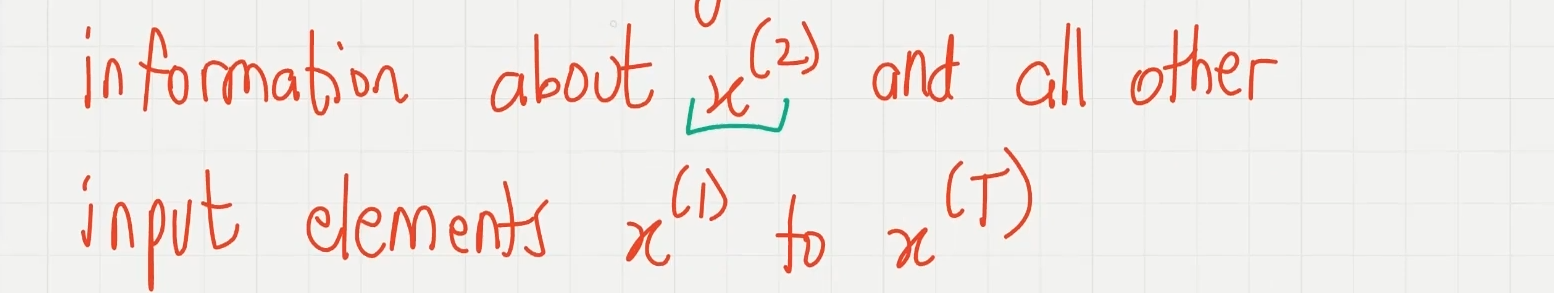 information about x^(2) and all other
input elements x^(1) to x^(T)